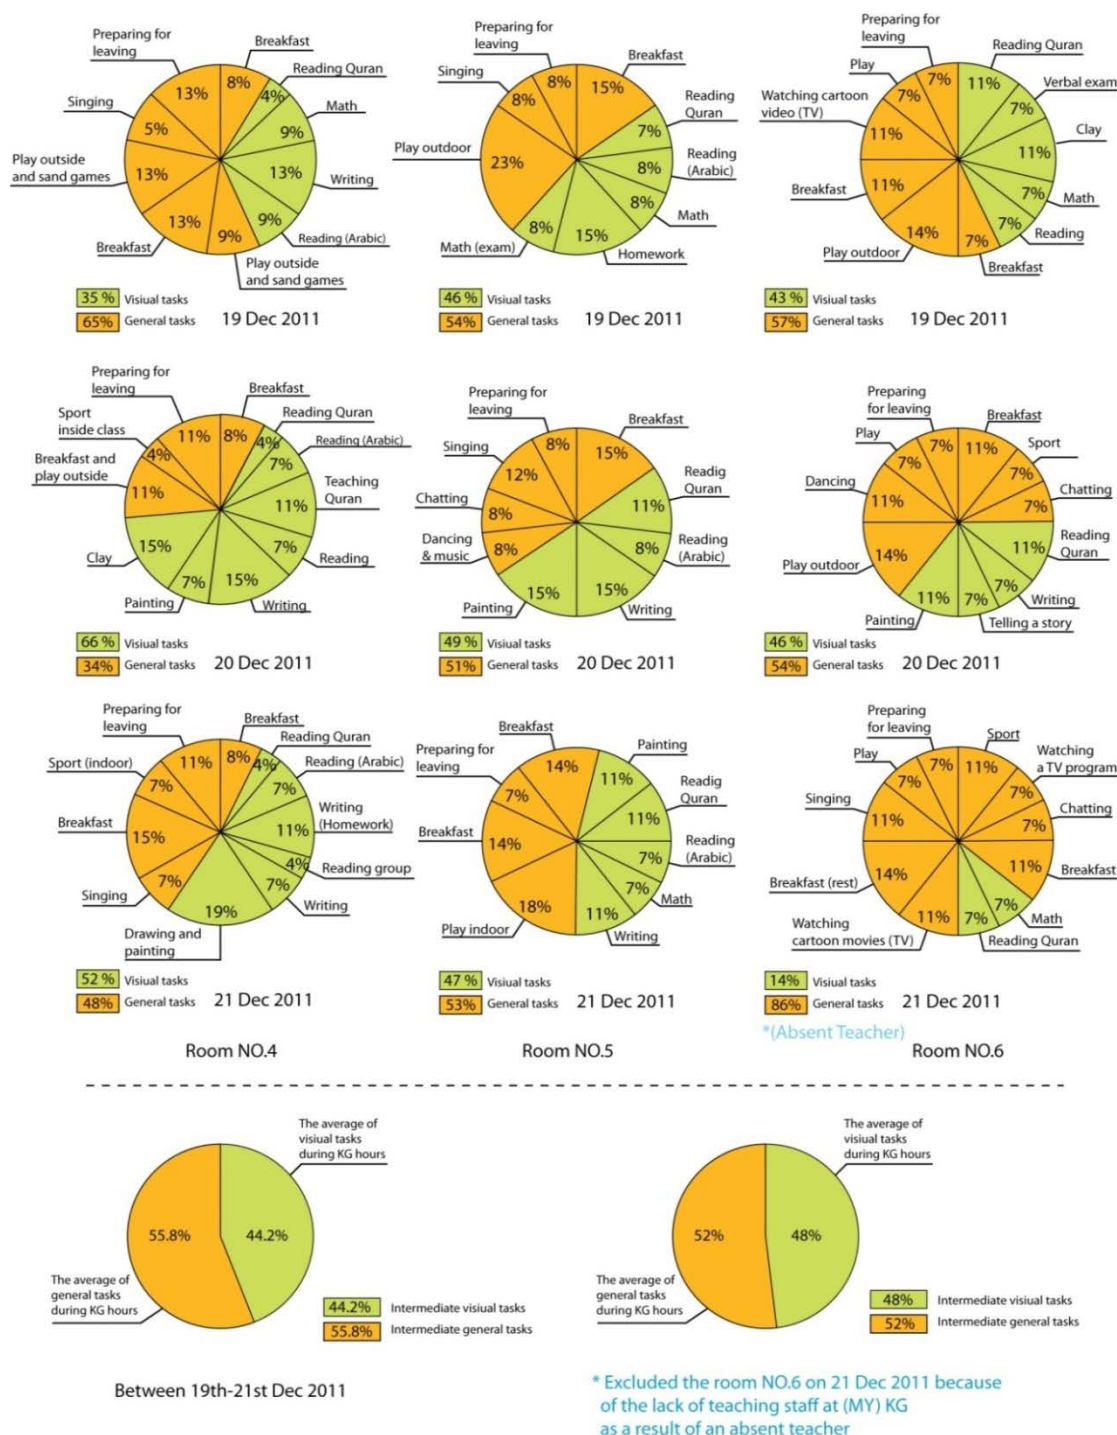 Preparing for
leaving
Breakfast
Reading Quran
Math
Writing
Reading (Arabic)
Play outside
and sand games
Breakfast
Play outside
and sand games
Singing
8%
4%
9%
13%
9%
9%
13%
13%
5%
13%
35 % Visiual tasks
65% General tasks
19 Dec 2011
Preparing for
leaving
Breakfast
Reading
Quran
Reading
(Arabic)
Math
Homework
Math (exam)
Play outdoor
Singing
15%
7%
8%
8%
15%
8%
23%
8%
8%
46 % Visiual tasks
54% General tasks
19 Dec 2011
Preparing for
leaving
Reading Quran
Verbal exam
Clay
Math
Reading
Breakfast
Play outdoor
Breakfast
Watching cartoon
video (TV)
Play
11%
7%
11%
7%
7%
7%
14%
11%
11%
7%
7%
43 % Visiual tasks
57% General tasks
19 Dec 2011
Preparing for
leaving
Breakfast
Reading Quran
Reading (Arabic)
Teaching
Quran
Reading
Writing
Painting
Clay
Breakfast and
play outside
Sport
inside class
8%
4%
7%
11%
7%
15%
7%
15%
11%
4%
11%
66 % Visiual tasks
34% General tasks
20 Dec 2011
Preparing for
leaving
Breakfast
Readig
Quran
Reading
(Arabic)
Writing
Painting
Dancing
& music
Chatting
Singing
15%
11%
8%
15%
15%
8%
8%
12%
8%
49 % Visiual tasks
51% General tasks
20 Dec 2011
Preparing
for leaving
Breakfast
Sport
Chatting
Reading
Quran
Writing
Telling a story
Painting
Play outdoor
Dancing
Play
11%
7%
7%
11%
7%
7%
11%
14%
11%
7%
7%
46 % Visiual tasks
54% General tasks
20 Dec 2011
Preparing for
leaving
Breakfast
Reading Quran
Reading (Arabic)
Writing
(Homework)
Reading group
Writing
Drawing and
painting
Singing
Breakfast
Sport (indoor)
8%
4%
7%
11%
4%
7%
19%
7%
15%
7%
11%
52 % Visiual tasks
48% General tasks
21 Dec 2011
Room NO.4
Breakfast
Painting
Readig
Quran
Reading
(Arabic)
Math
Writing
Play indoor
Breakfast
Preparing for
leaving
14%
11%
11%
7%
7%
11%
18%
14%
7%
47 % Visiual tasks
53% General tasks
21 Dec 2011
Room NO.5
Preparing
for leaving
Sport
Watching
a TV program
Chatting
Breakfast
Math
Reading Quran
Watching
cartoon movies (TV)
Breakfast (rest)
Singing
Play
11%
7%
7%
11%
7%
7%
11%
14%
11%
7%
7%
14% Visiual tasks
86% General tasks
21 Dec 2011
*(Absent Teacher)
Room NO.6
The average of
visiual tasks
during KG hours
55.8%
44.2%
The average of
general tasks
during KG hours
44.2% Intermediate visiual tasks
55.8% Intermediate general tasks
Between 19th-21st Dec 2011
The average of
visiual tasks
during KG hours
52%
48%
The average of
general tasks
during KG hours
48% Intermediate visiual tasks
52% Intermediate general tasks
* Excluded the room NO.6 on 21 Dec 2011 because
of the lack of teaching staff at (MY) KG
as a result of an absent teacher